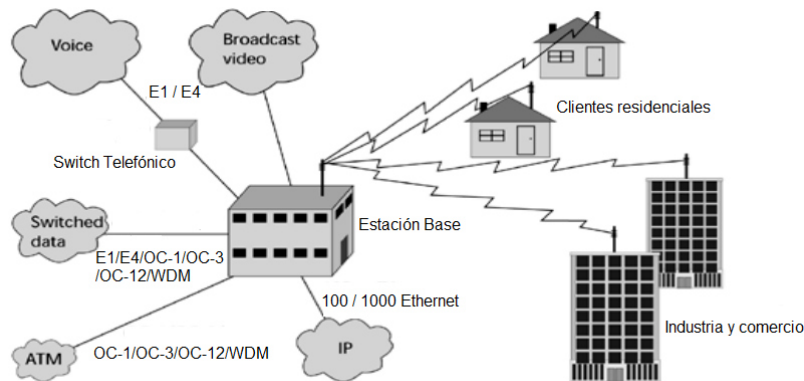 Voice
Broadcast
video
E1 / E4
Clientes residenciales
Switch Telefónico
Switched
data
Estación Base
E1/E4/OC-1/OC-3
/OC-12/WDM
100 / 1000 Ethernet
Industria y comercio
ATM
OC-1/OC-3/OC-12/WDM
IP